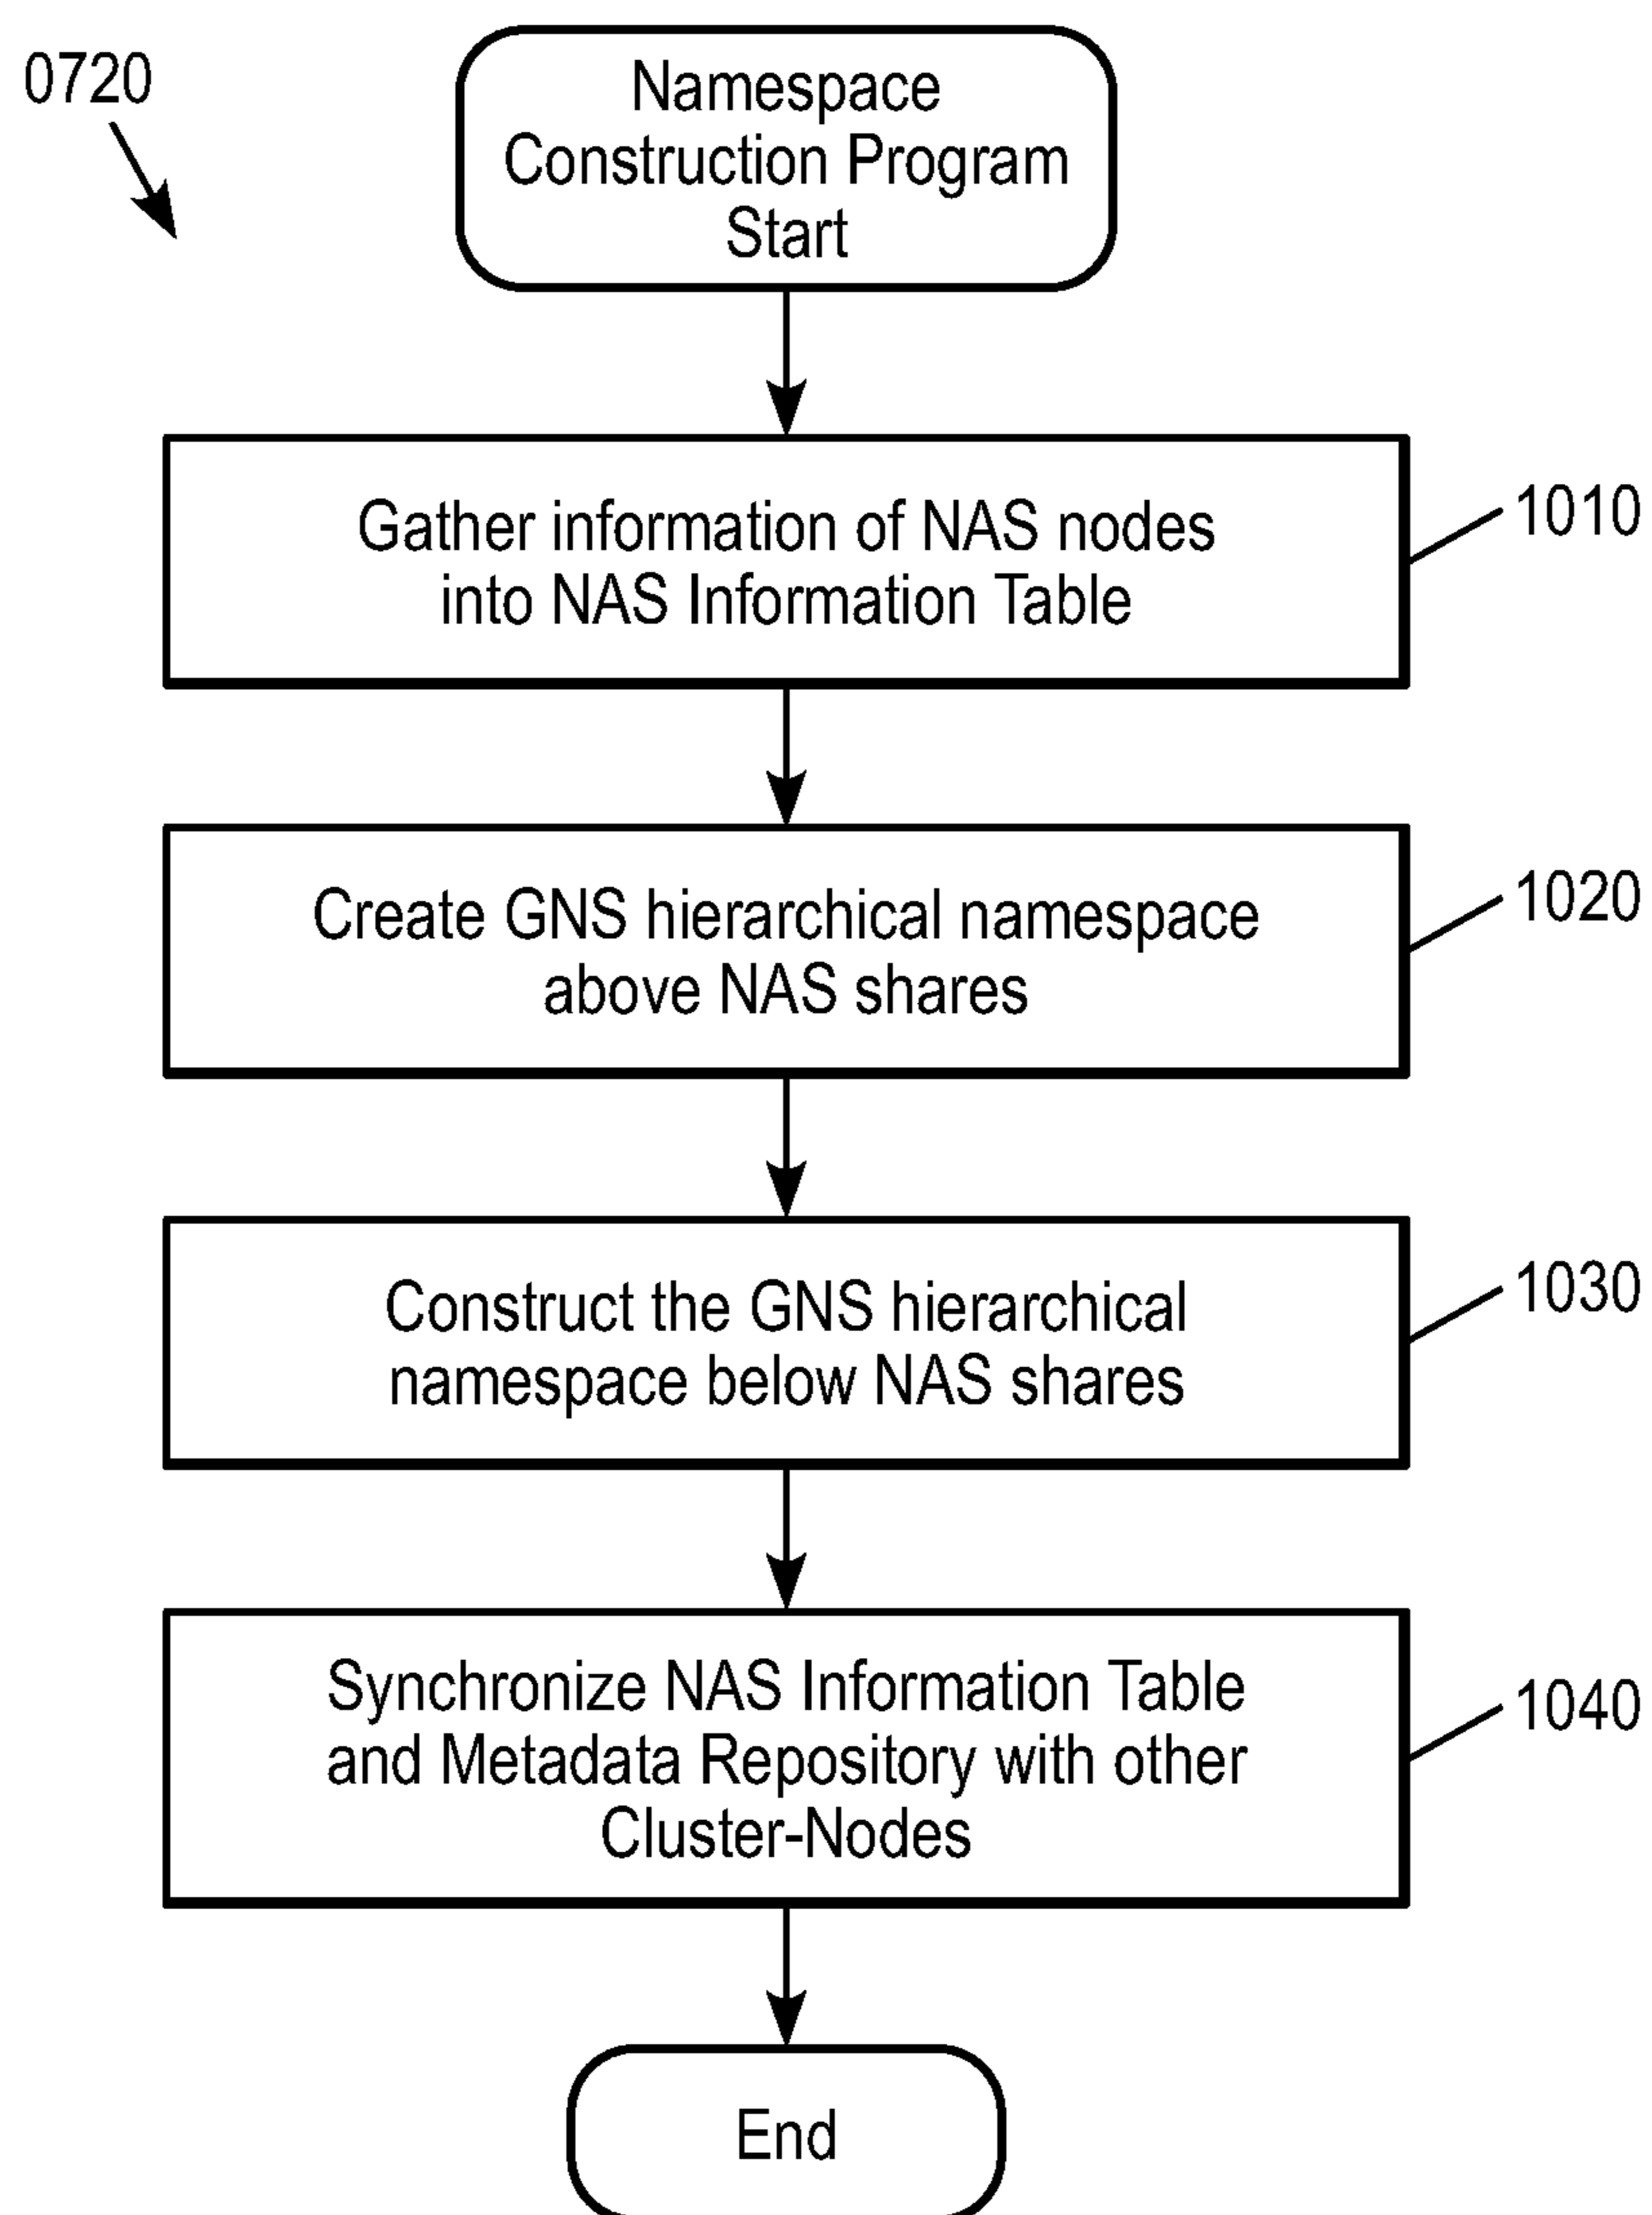 0720
Namespace
Construction Program
Start
Gather information of NAS nodes
into NAS Information Table
1010
Create GNS hierarchical namespace
above NAS shares
1020
Construct the GNS hierarchical
namespace below NAS shares
1030
Synchronize NAS Information Table
and Metadata Repository with other
Cluster-Nodes
1040
End